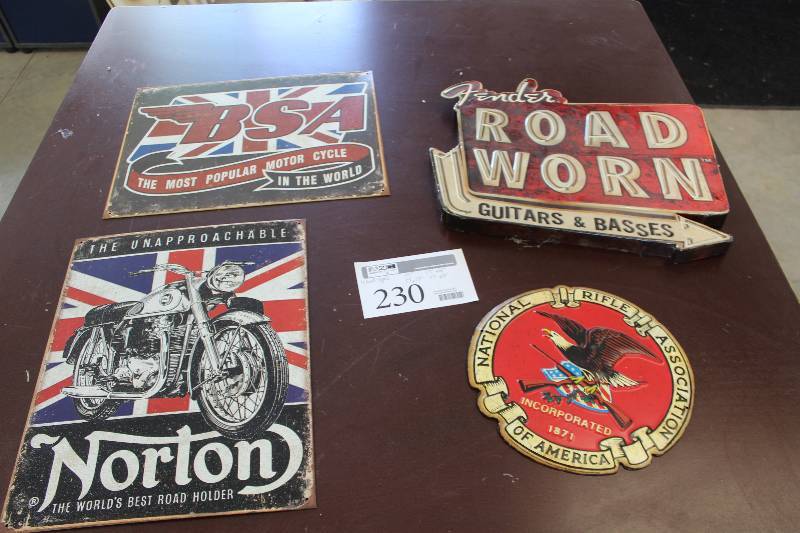 BSA
THE MOST POPULAR MOTOR CYCLE
IN THE WORLD
Fender
ROAD
WORN
™
GUITARS & BASSES
THE UNAPPROACHABLE
Norton
®
THE WORLD'S BEST ROAD HOLDER
230
NATIONAL RIFLE ASSOCIATION
INCORPORATED
1871
OF AMERICA